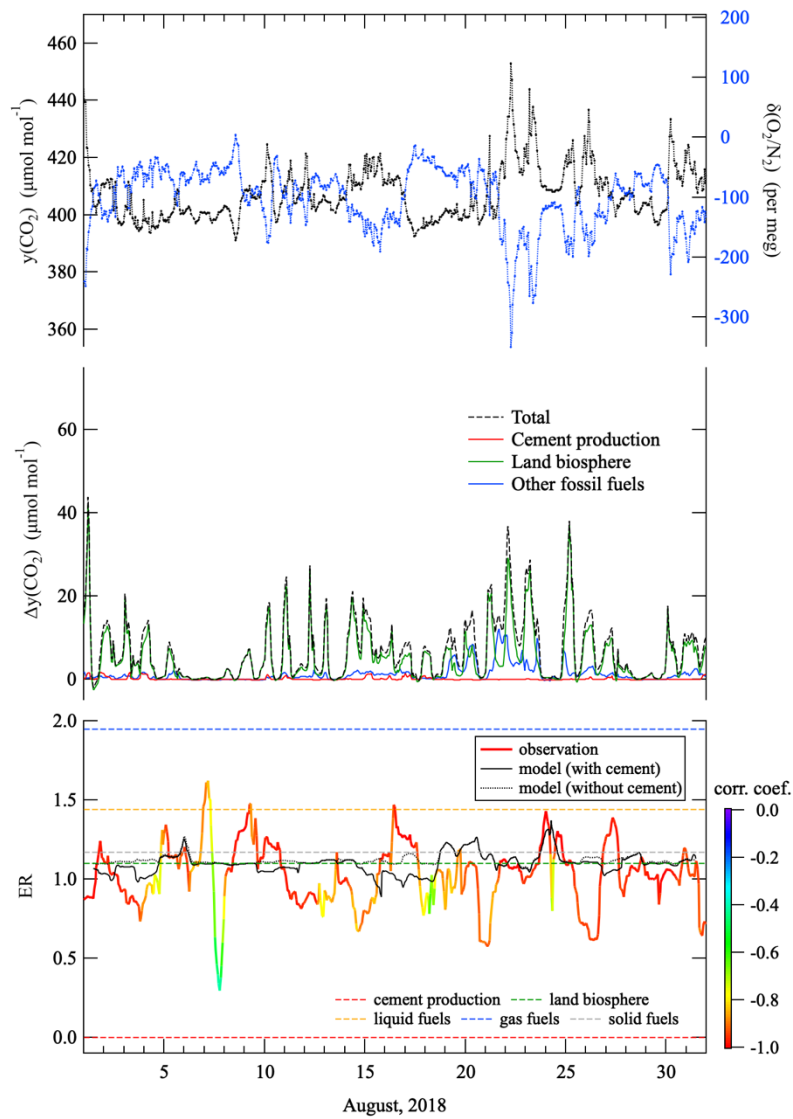 460
440
420
400
380
360
y(CO₂) (μmol mol⁻¹)
200
100
0
-100
-200
-300
δ(O₂/N₂) (per meg)
60
40
20
0
Δy(CO₂) (μmol mol⁻¹)
Total
Cement production
Land biosphere
Other fossil fuels
2.0
1.5
1.0
0.5
0.0
ER
observation
model (with cement)
model (without cement)
cement production land biosphere
liquid fuels gas fuels solid fuels
corr. coef.
0.0
-0.2
-0.4
-0.6
-0.8
-1.0
5 10 15 20 25 30
August, 2018